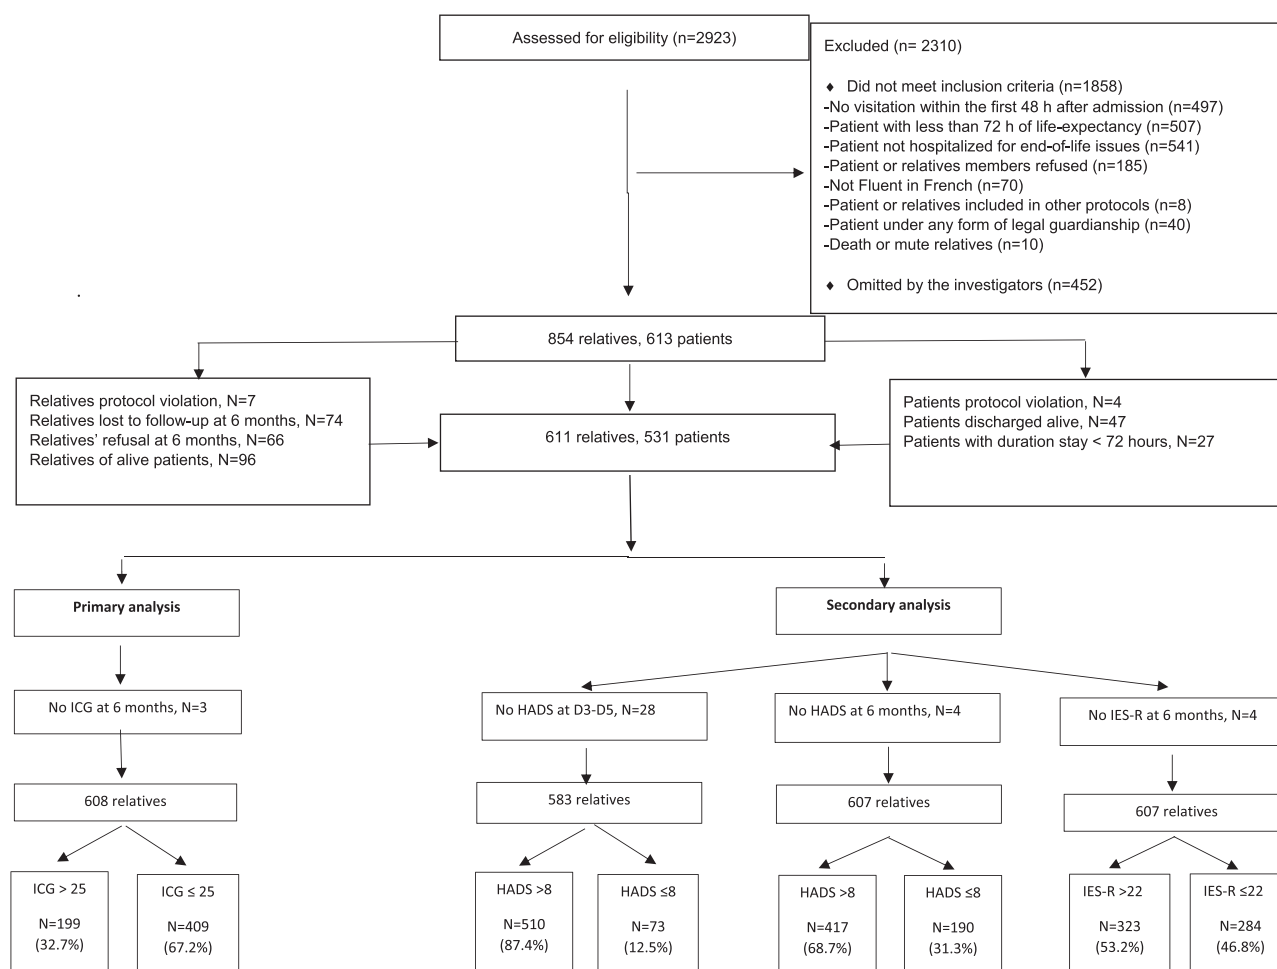 Assessed for eligibility (n=2923)
Excluded (n= 2310)
♦ Did not meet inclusion criteria (n=1858)
-No visitation within the first 48 h after admission (n=497)
-Patient with less than 72 h of life-expectancy (n=507)
-Patient not hospitalized for end-of-life issues (n=541)
-Patient or relatives members refused (n=185)
-Not Fluent in French (n=70)
-Patient or relatives included in other protocols (n=8)
-Patient under any form of legal guardianship (n=40)
-Death or mute relatives (n=10)
♦ Omitted by the investigators (n=452)
854 relatives, 613 patients
Relatives protocol violation, N=7
Relatives lost to follow-up at 6 months, N=74
Relatives' refusal at 6 months, N=66
Relatives of alive patients, N=96
611 relatives, 531 patients
Patients protocol violation, N=4
Patients discharged alive, N=47
Patients with duration stay < 72 hours, N=27
Primary analysis
Secondary analysis
No ICG at 6 months, N=3
No HADS at D3-D5, N=28
No HADS at 6 months, N=4
No IES-R at 6 months, N=4
608 relatives
583 relatives
607 relatives
607 relatives
ICG > 25
N=199
(32.7%)
ICG ≤ 25
N=409
(67.2%)
HADS >8
N=510
(87.4%)
HADS ≤8
N=73
(12.5%)
HADS >8
N=417
(68.7%)
HADS ≤8
N=190
(31.3%)
IES-R >22
N=323
(53.2%)
IES-R ≤22
N=284
(46.8%)